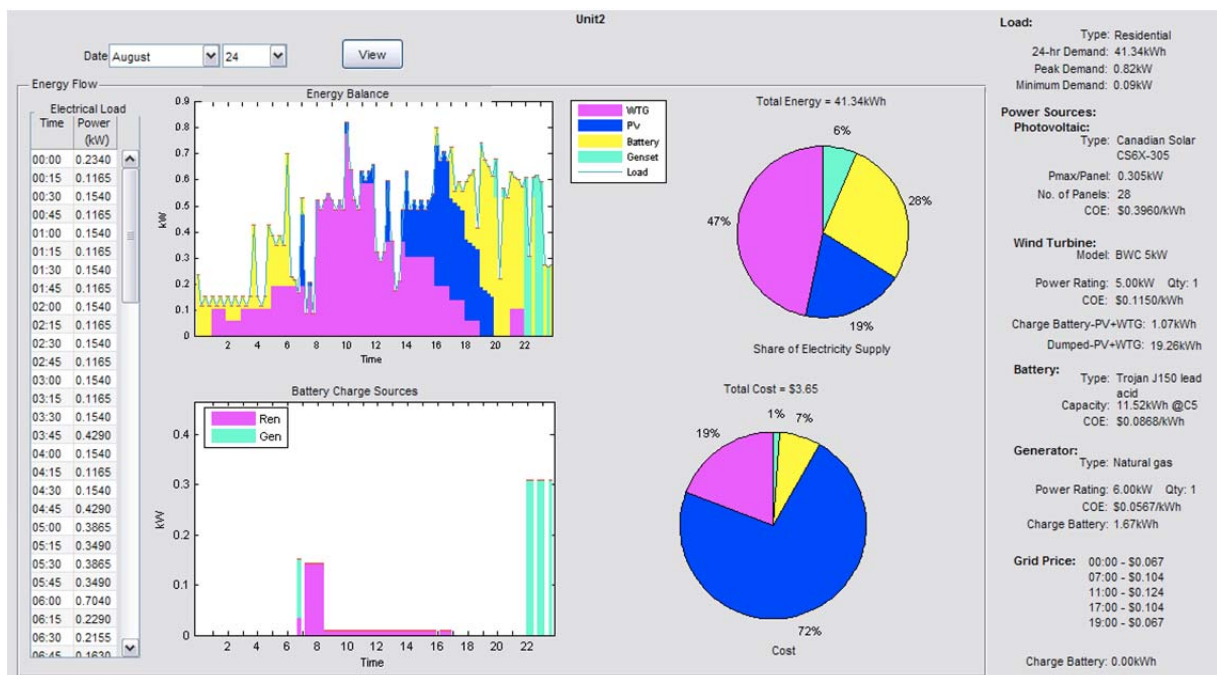 Unit2
Date August 24 View
Energy Flow
Electrical Load
Time Power
(kW)
00:00 0.2340
00:15 0.1165
00:30 0.1540
00:45 0.1165
01:00 0.1540
01:15 0.1165
01:30 0.1540
01:45 0.1165
02:00 0.1540
02:15 0.1165
02:30 0.1540
02:45 0.1165
03:00 0.1540
03:15 0.1165
03:30 0.1540
03:45 0.4290
04:00 0.1540
04:15 0.1165
04:30 0.1540
04:45 0.4290
05:00 0.3865
05:15 0.3490
05:30 0.3865
05:45 0.3490
06:00 0.7040
06:15 0.2290
06:30 0.2155
06:45 0.1630
Energy Balance
0.9
0.8
0.7
0.6
0.5
0.4
0.3
0.2
0.1
0
kW
2 4 6 8 10 12 14 16 18 20 22
Time
WTG
PV
Battery
Genset
Load
Total Energy = 41.34kWh
6%
28%
19%
47%
Share of Electricity Supply
Battery Charge Sources
Ren
Gen
0.4
0.3
0.2
0.1
0
kW
2 4 6 8 10 12 14 16 18 20 22
Time
Total Cost = $3.65
1%
7%
19%
72%
Cost
Load:
Type: Residential
24-hr Demand: 41.34kWh
Peak Demand: 0.82kW
Minimum Demand: 0.09kW
Power Sources:
Photovoltaic:
Type: Canadian Solar
CS6X-305
Pmax/Panel: 0.305kW
No. of Panels: 28
COE: $0.3960/kWh
Wind Turbine:
Model: BWC 5kW
Power Rating: 5.00kW Qty: 1
COE: $0.1150/kWh
Charge Battery-PV+WTG: 1.07kWh
Dumped-PV+WTG: 19.26kWh
Battery:
Type: Trojan J150 lead
acid
Capacity: 11.52kWh @C5
COE: $0.0868/kWh
Generator:
Type: Natural gas
Power Rating: 6.00kW Qty: 1
COE: $0.0567/kWh
Charge Battery: 1.67kWh
Grid Price: 00:00 - $0.067
07:00 - $0.104
11:00 - $0.124
17:00 - $0.104
19:00 - $0.067
Charge Battery: 0.00kWh